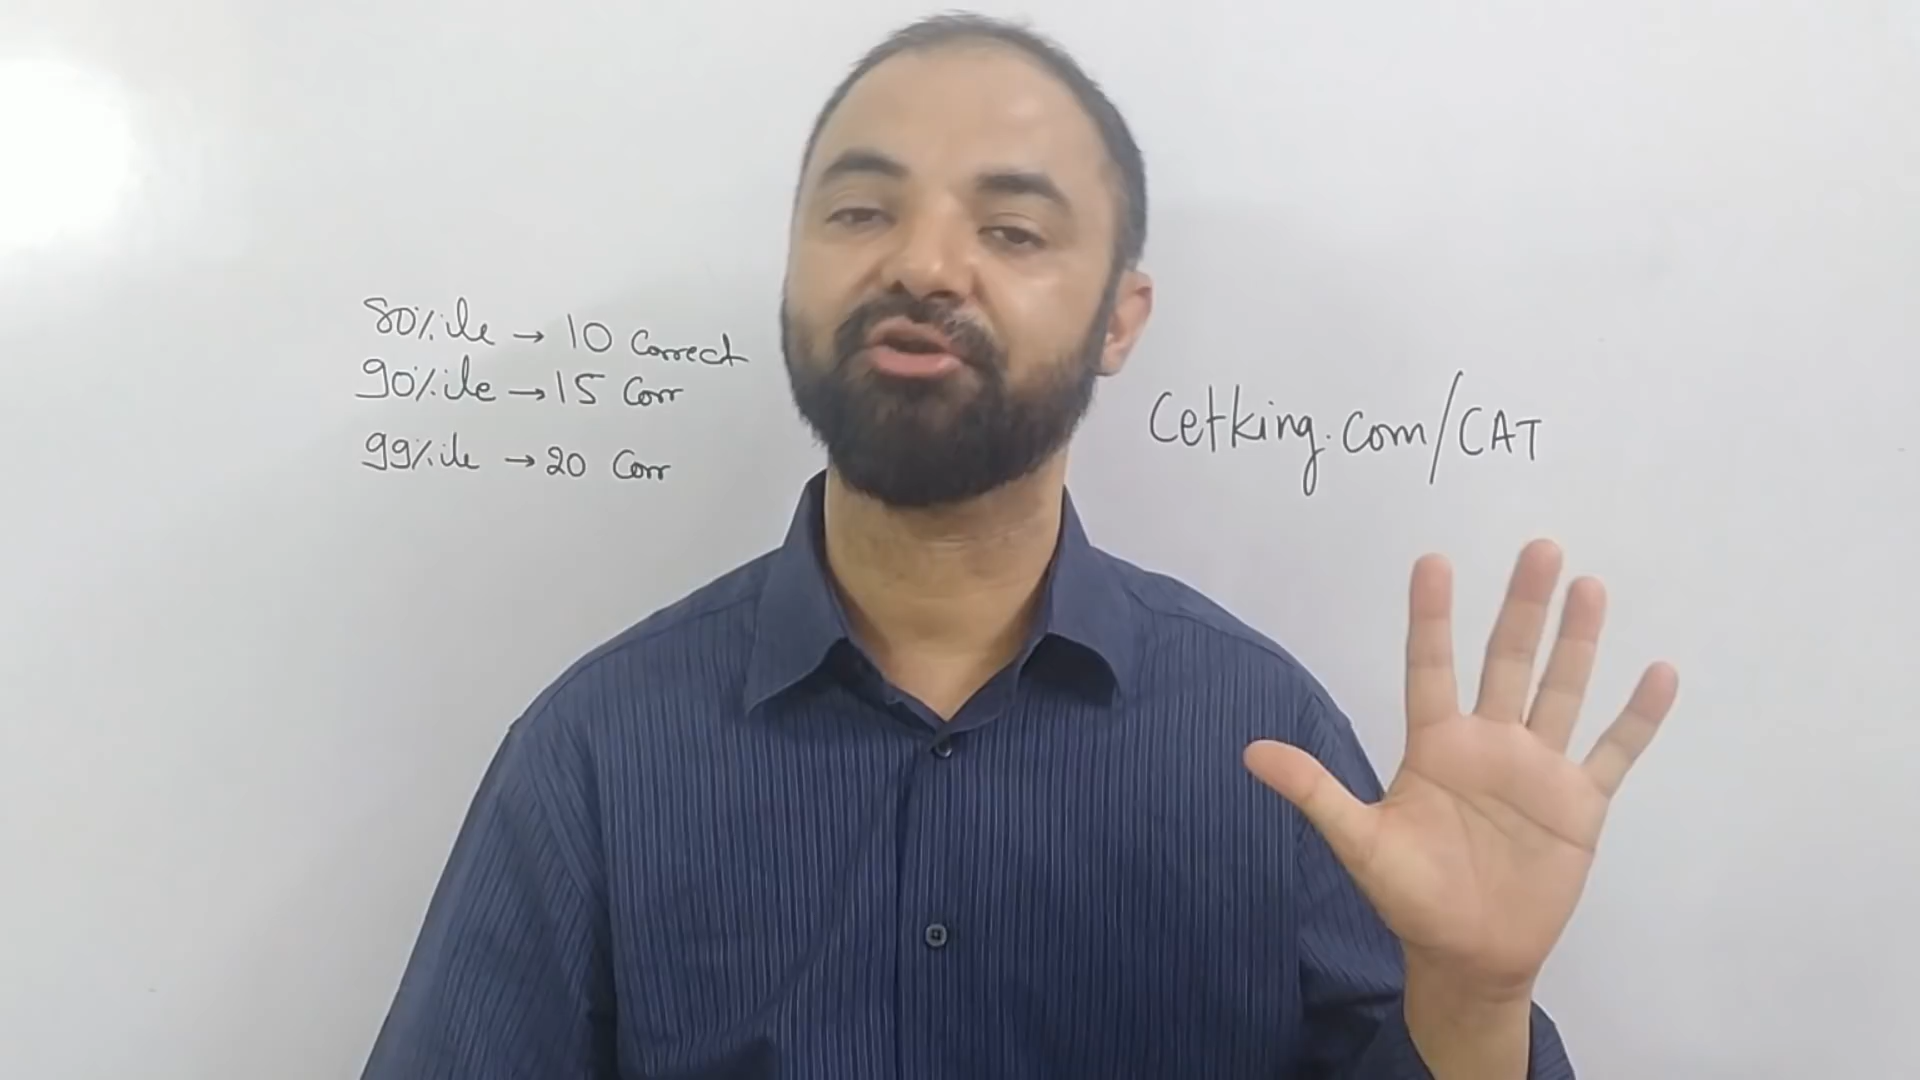 80%ile → 10 Correct
90%ile → 15 Corr
99%ile → 20 Corr
Cetking.com/CAT